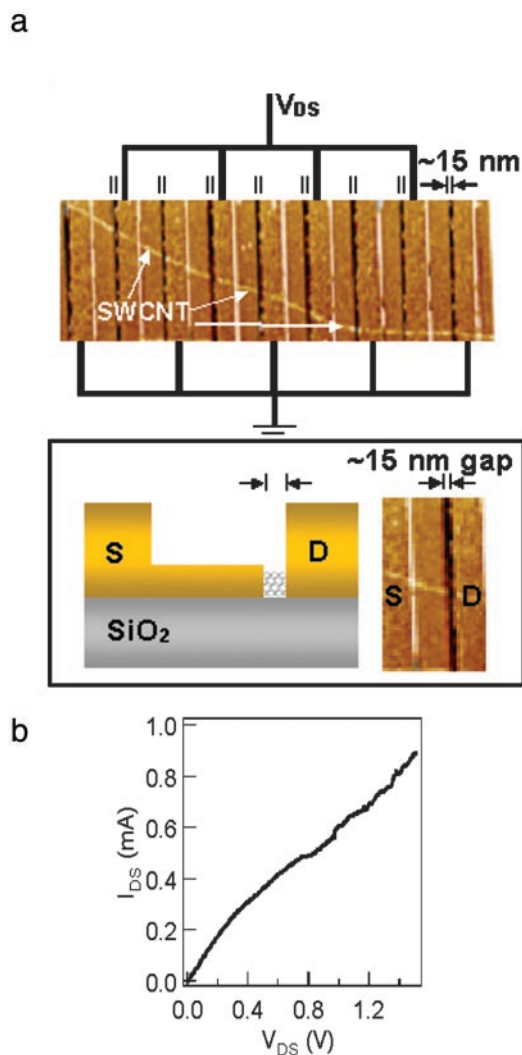 a
VDS
~15 nm
SWCNT
~15 nm gap
S
D
SiO2
S
D
b
1.0
0.8
0.6
0.4
0.2
0.0
IDS (mA)
0.0 0.4 0.8 1.2
VDS (V)